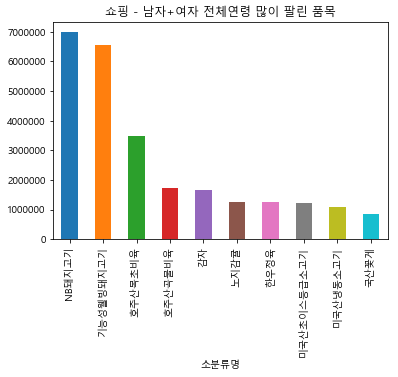 쇼핑 - 남자+여자 전체연령 많이 팔린 품목
7000000
6000000
5000000
4000000
3000000
2000000
1000000
0
NB돼지고기
기능성웰빙돼지고기
호주산목초비육
호주산곡물비육
감자
노지감귤
한우정육
미국산초이스등급소고기
미국산냉동소고기
국산꽃게
소분류명